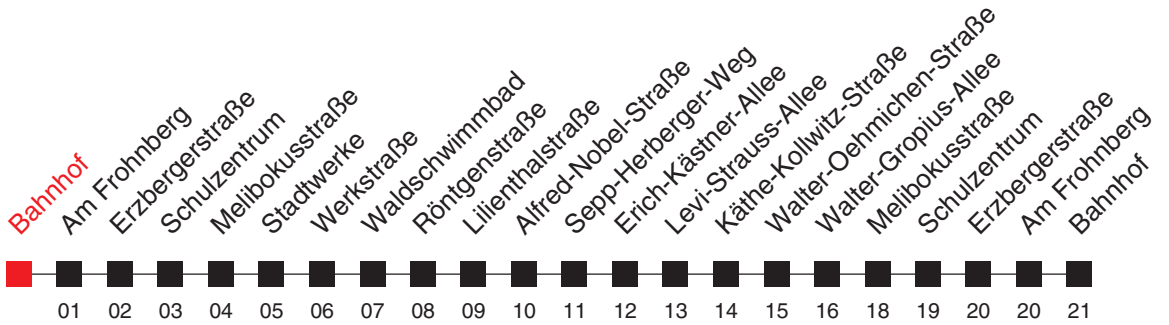 Bahnhof
Am Frohnberg
Erzbergerstraße
Schulzentrum
Melibokusstraße
Stadtwerke
Werkstraße
Waldschwimmbad
Röntgenstraße
Lilienthalstraße
Alfred-Nobel-Straße
Sepp-Herberger-Weg
Erich-Kästner-Allee
Levi-Strauss-Allee
Käthe-Kollwitz-Straße
Walter-Oehmichen-Straße
Walter-Gropius-Allee
Melibokusstraße
Schulzentrum
Erzbergerstraße
Am Frohnberg
Bahnhof
01 02 03 04 05 06 07 08 09 10 11 12 13 14 15 16 18 19 20 20 21